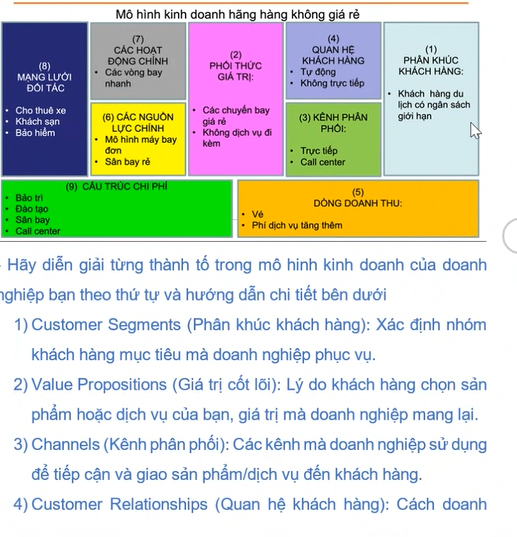 Mô hình kinh doanh hãng hàng không giá rẻ
(8)
MẠNG LƯỚI
ĐỐI TÁC
• Cho thuê xe
• Khách sạn
• Bảo hiểm
(7)
CÁC HOẠT
ĐỘNG CHÍNH
• Các vòng bay
nhanh
(6) CÁC NGUỒN
LỰC CHÍNH
• Mô hình máy bay
đơn
• Sân bay rẻ
(2)
PHỐI THỨC
GIÁ TRỊ:
• Các chuyến bay
giá rẻ
• Không dịch vụ đi
kèm
(4)
QUAN HỆ
KHÁCH HÀNG
• Tự động
• Không trực tiếp
(3) KÊNH PHÂN
PHỐI:
• Trực tiếp
• Call center
(1)
PHÂN KHÚC
KHÁCH HÀNG:
• Khách hàng du
lịch có ngân sách
giới hạn
(9) CẤU TRÚC CHI PHÍ
• Bảo trì
• Đào tạo
• Sân bay
• Call center
(5)
DÒNG DOANH THU:
• Vé
• Phí dịch vụ tăng thêm
- Hãy diễn giải từng thành tố trong mô hình kinh doanh của doanh
nghiệp bạn theo thứ tự và hướng dẫn chi tiết bên dưới
1) Customer Segments (Phân khúc khách hàng): Xác định nhóm
khách hàng mục tiêu mà doanh nghiệp phục vụ.
2) Value Propositions (Giá trị cốt lõi): Lý do khách hàng chọn sản
phẩm hoặc dịch vụ của bạn, giá trị mà doanh nghiệp mang lại.
3) Channels (Kênh phân phối): Các kênh mà doanh nghiệp sử dụng
để tiếp cận và giao sản phẩm/dịch vụ đến khách hàng.
4) Customer Relationships (Quan hệ khách hàng): Cách doanh